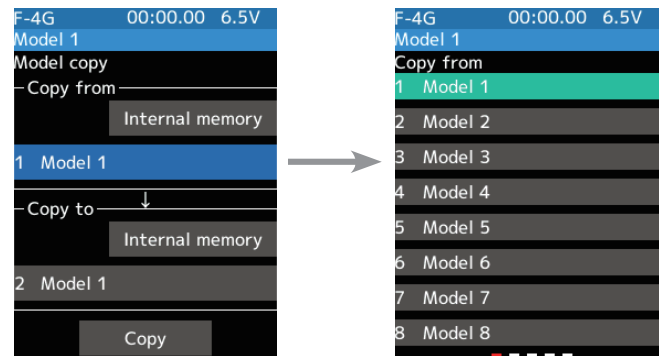 F-4G 00:00.00 6.5V
Model 1
Model copy
Copy from
Internal memory
1 Model 1
↓
Copy to
Internal memory
2 Model 1
Copy
F-4G 00:00.00 6.5V
Model 1
Copy from
1 Model 1
2 Model 2
3 Model 3
4 Model 4
5 Model 5
6 Model 6
7 Model 7
8 Model 8